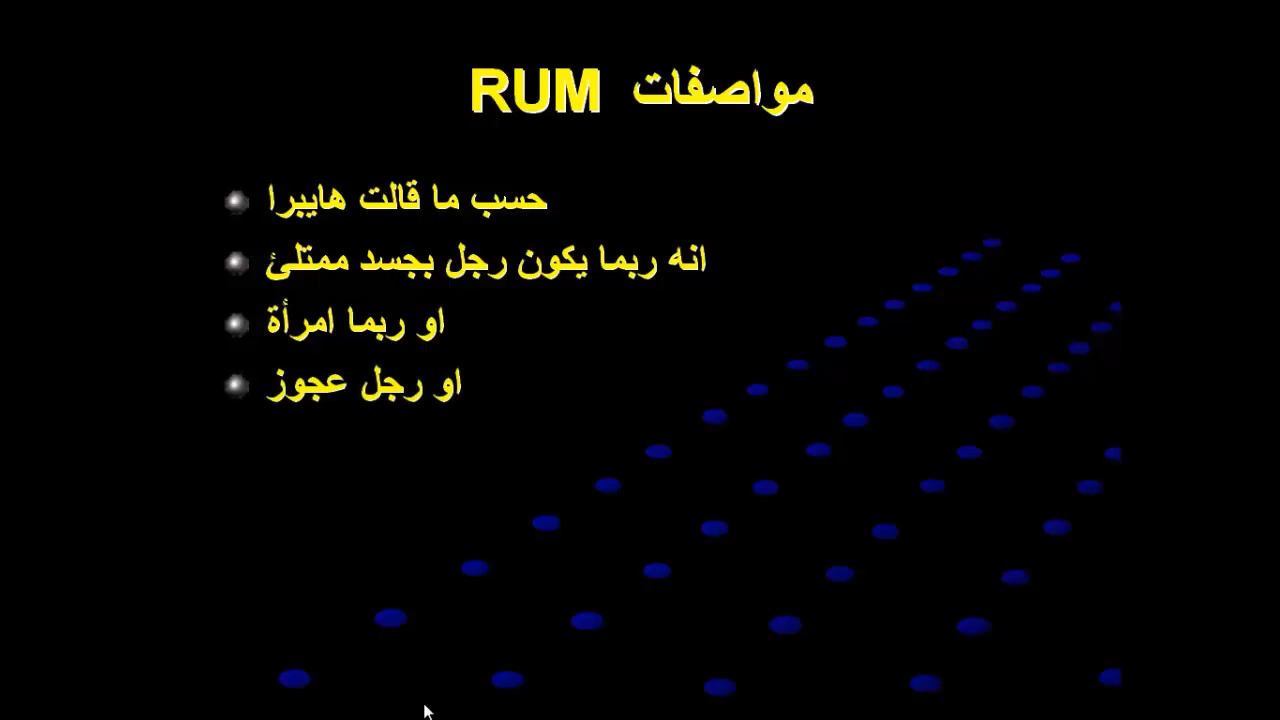 مواصفات RUM
حسب ما قالت هايبرا
انه ربما يكون رجل بجسد ممتلئ
او ربما امرأة
او رجل عجوز